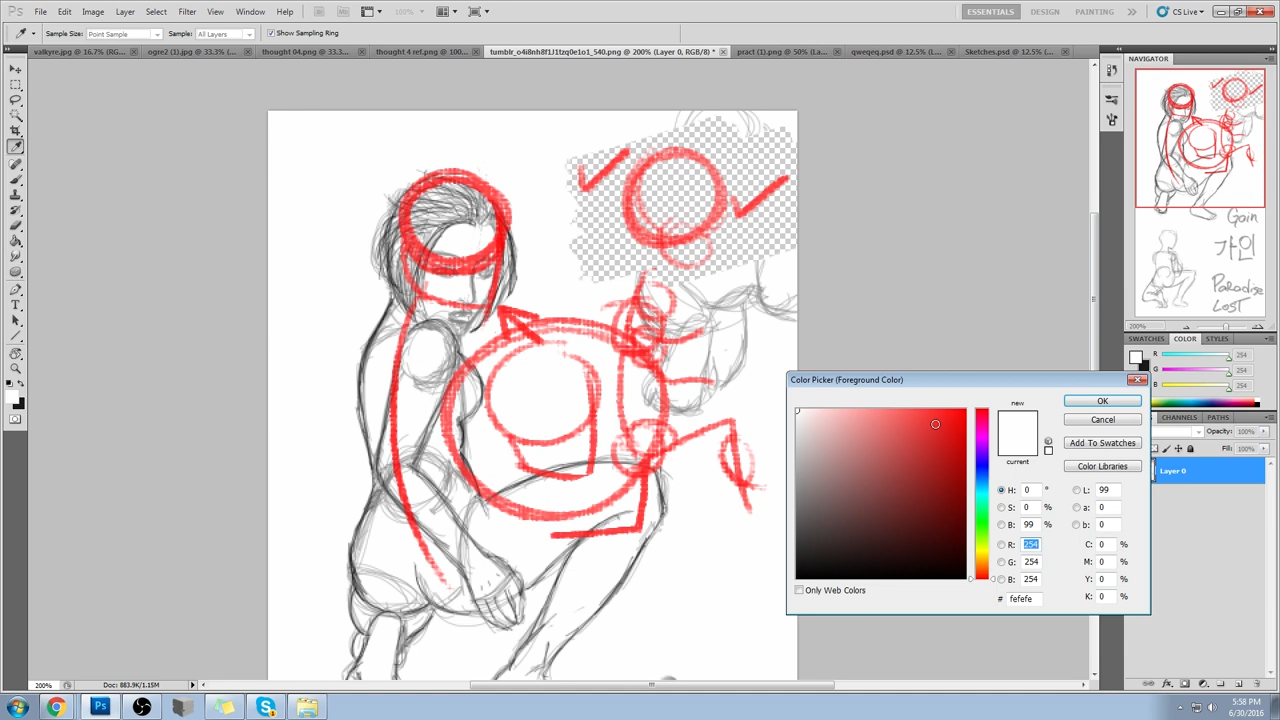 Ps File Edit Image Layer Select Filter View Window Help 100% ESSENTIALS DESIGN PAINTING CS Live
Sample Size: Point Sample Sample: All Layers Show Sampling Ring
valkyre.jpg @ 16.7% (RG... ogre2 (1).jpg @ 33.3% ... thought 04.png @ 33.3... thought 4 ref.png @ 100... tumblr_o4i8nh8f1J1tzq0e1o1_540.png @ 200% (Layer 0, RGB/8) * pract (1).png @ 50% (La... qweqeq.psd @ 12.5% (L... Sketches.psd @ 12.5% (...
NAVIGATOR
Gain
가인
Paradise
Lost
200%
SWATCHES COLOR STYLES
R 254
G 254
B 254
CHANNELS PATHS
Opacity: 100%
Fill: 100%
Layer 0
Color Picker (Foreground Color)
new
current
OK
Cancel
Add To Swatches
Color Libraries
H: 0 ° L: 99
S: 0 % a: 0
B: 99 % b: 0
R: 254 C: 0 %
G: 254 M: 0 %
B: 254 Y: 0 %
# fefefe K: 0 %
Only Web Colors
200% Doc: 883.9K/1.15M
5:58 PM
6/30/2016